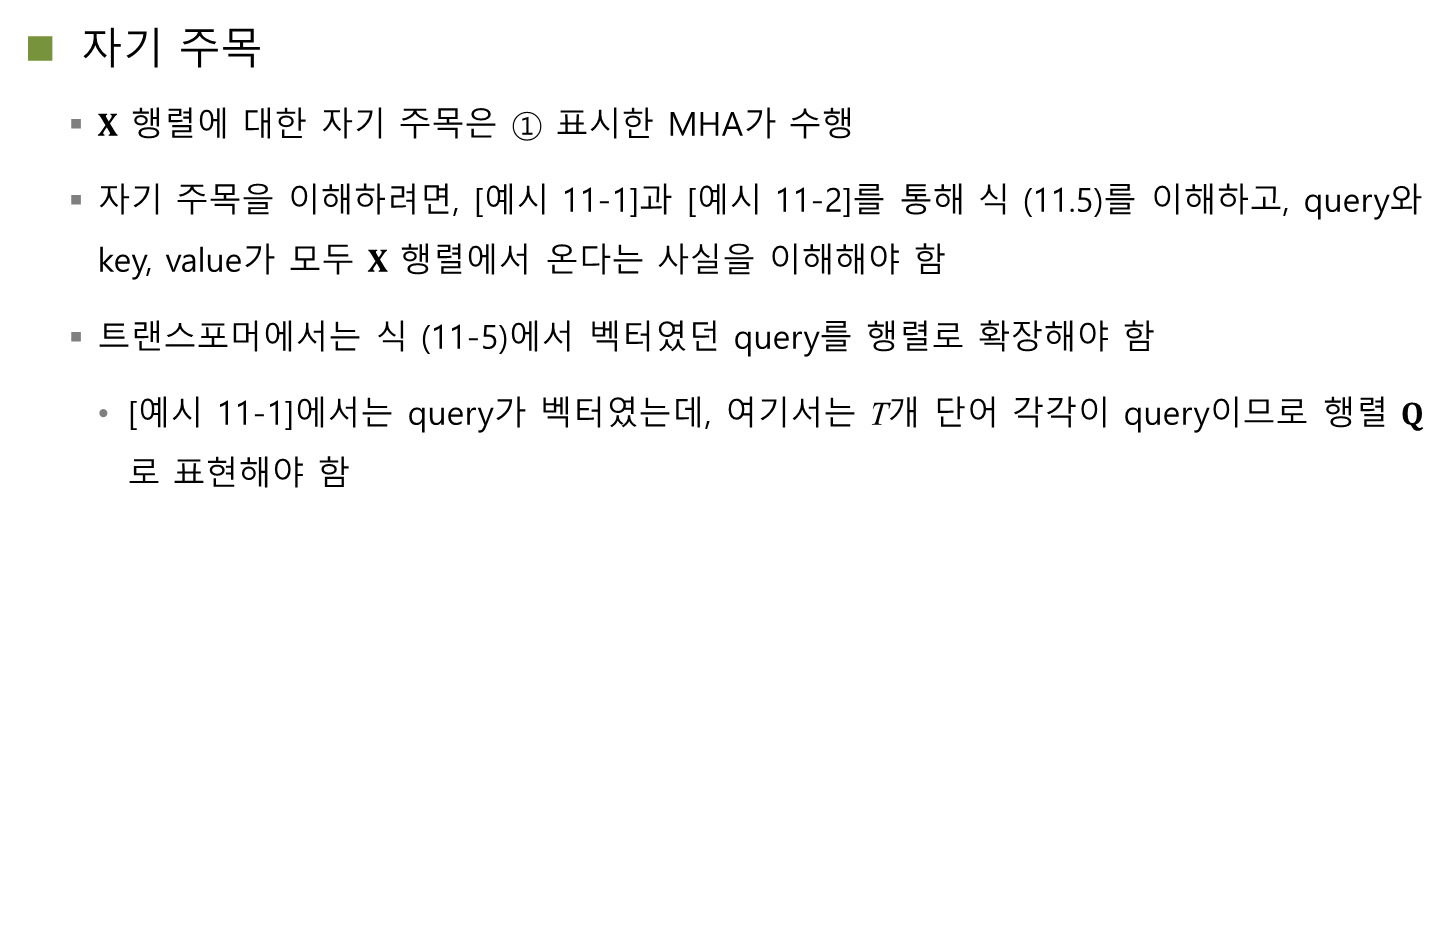 자기 주목
X 행렬에 대한 자기 주목은 ① 표시한 MHA가 수행
자기 주목을 이해하려면, [예시 11-1]과 [예시 11-2]를 통해 식 (11.5)를 이해하고, query와
key, value가 모두 X 행렬에서 온다는 사실을 이해해야 함
트랜스포머에서는 식 (11-5)에서 벡터였던 query를 행렬로 확장해야 함
[예시 11-1]에서는 query가 벡터였는데, 여기서는 T개 단어 각각이 query이므로 행렬 Q
로 표현해야 함